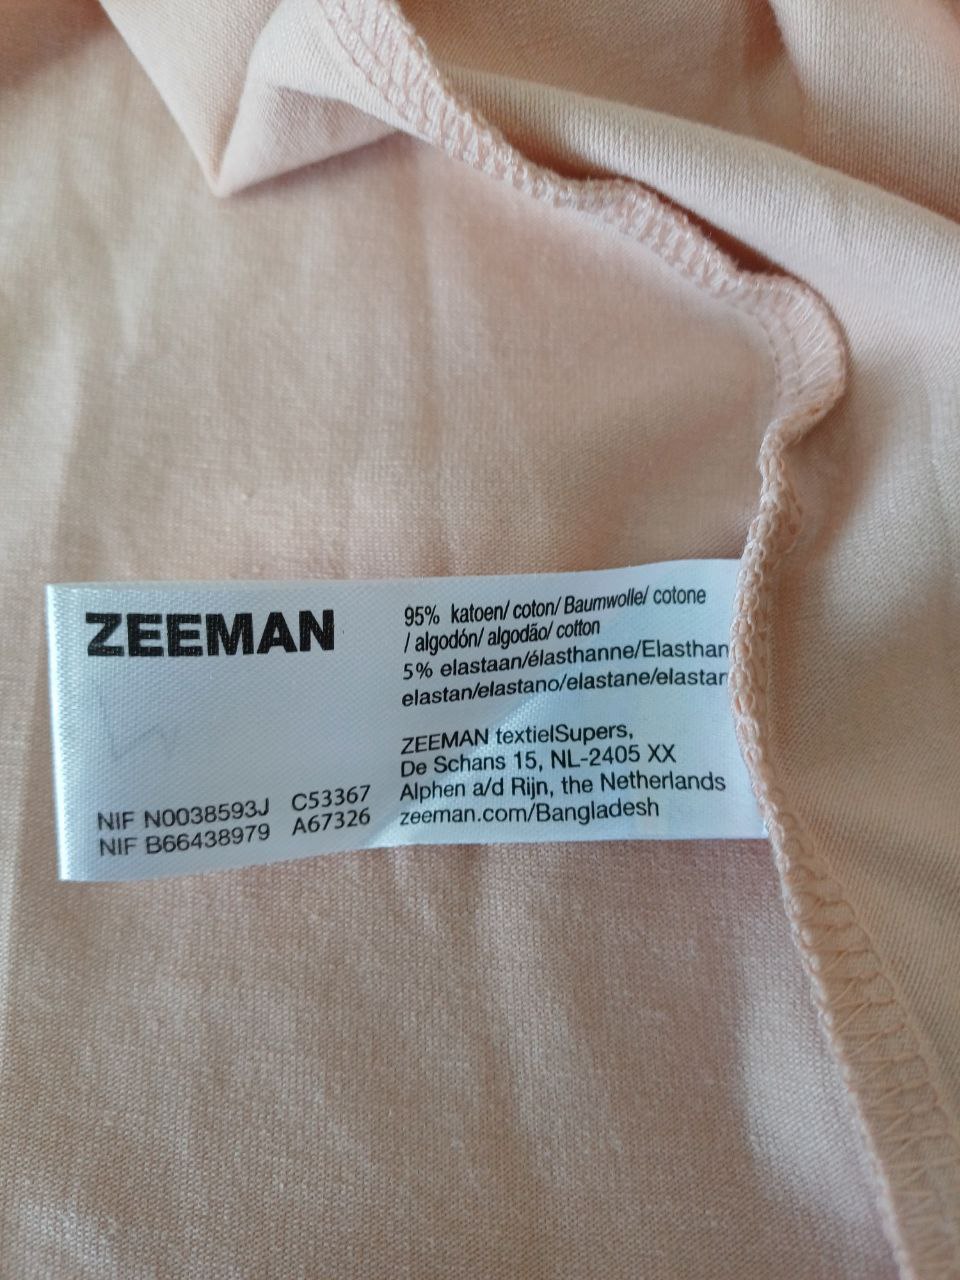 ZEEMAN
NIF N0038593J C53367
NIF B66438979 A67326
95% katoen/ coton/ Baumwolle/ cotone
/ algodón/ algodão/ cotton
5% elastaan/élasthanne/Elasthan
elastan/elastano/elastane/elastan
ZEEMAN textielSupers,
De Schans 15, NL-2405 XX
Alphen a/d Rijn, the Netherlands
zeeman.com/Bangladesh